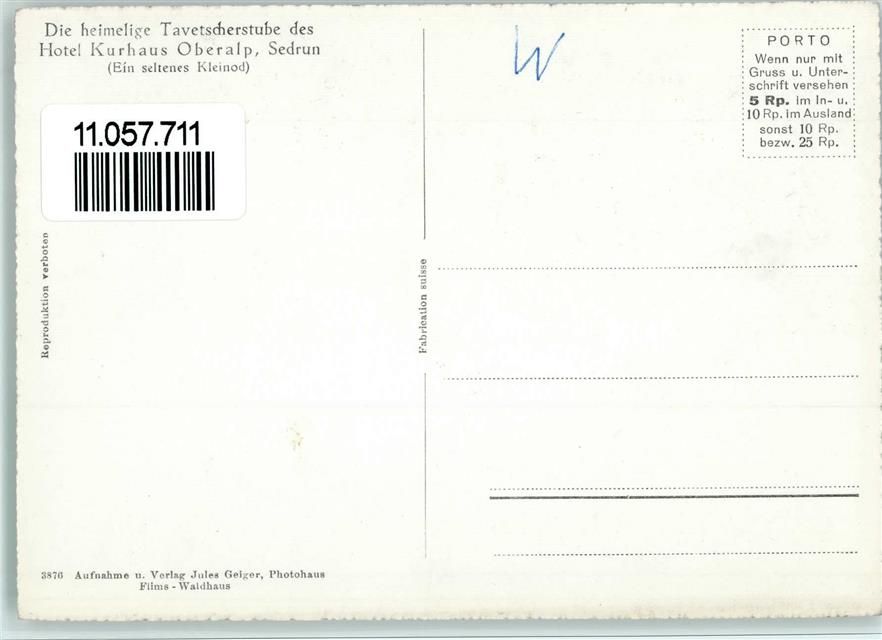 Die heimelige Tavetscherstube des
Hotel Kurhaus Oberalp, Sedrun
(Ein seltenes Kleinod)
11.057.711
Reproduktion verboten
3876 Aufnahme u. Verlag Jules Geiger, Photohaus
Flims - Waldhaus
Fabrication suisse
W
PORTO
Wenn nur mit
Gruss u. Unter-
schrift versehen
5 Rp. im In- u.
10 Rp. im Ausland
sonst 10 Rp.
bezw. 25 Rp.